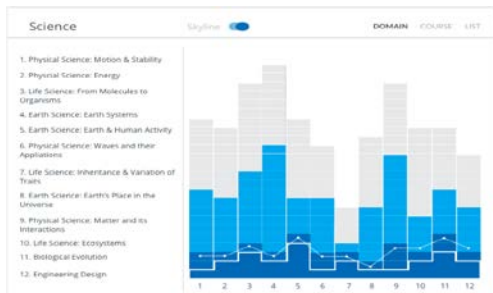 Science
Skyline
DOMAIN COURSE LIST
1. Physical Science: Motion & Stability
2. Physical Science: Energy
3. Life Science: From Molecules to
Organisms
4. Earth Science: Earth Systems
5. Earth Science: Earth & Human Activity
6. Physical Science: Waves and their
Appliations
7. Life Science: Inheritance & Variation of
Traits
8. Earth Science: Earth's Place in the
Universe
9. Physical Science: Matter and its
Interactions
10. Life Science: Ecosystems
11. Biological Evolution
12. Engineering Design
1 2 3 4 5 6 7 8 9 10 11 12